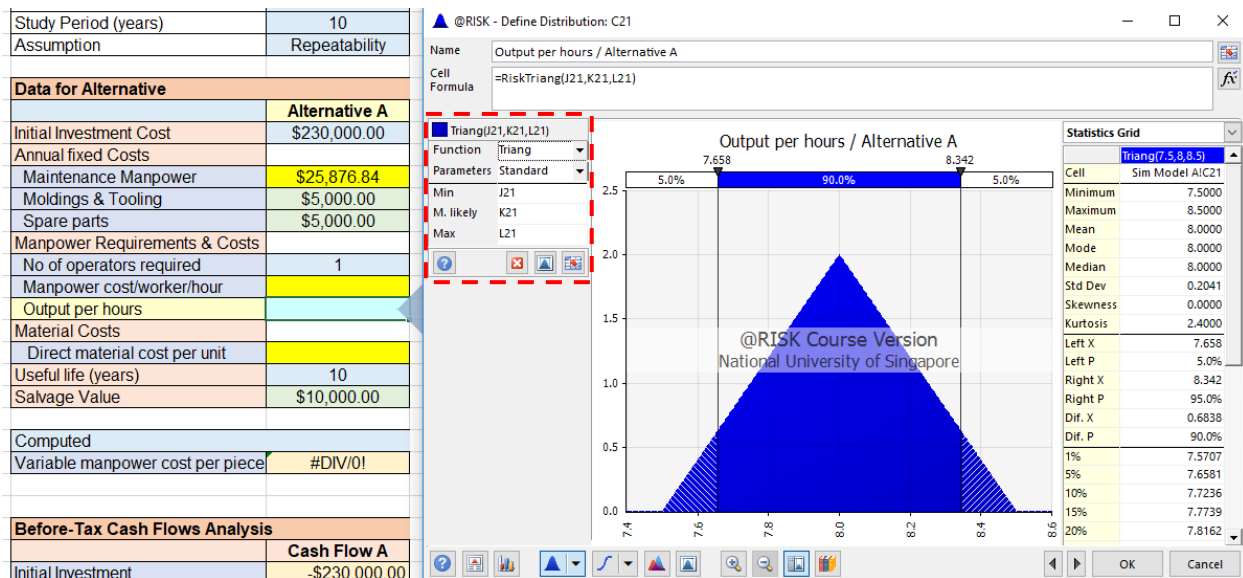 Study Period (years) 10
Assumption Repeatability
Data for Alternative
Alternative A
Initial Investment Cost $230,000.00
Annual fixed Costs
Maintenance Manpower $25,876.84
Moldings & Tooling $5,000.00
Spare parts $5,000.00
Manpower Requirements & Costs
No of operators required 1
Manpower cost/worker/hour
Output per hours
Material Costs
Direct material cost per unit
Useful life (years) 10
Salvage Value $10,000.00
Computed
Variable manpower cost per piece #DIV/0!
Before-Tax Cash Flows Analysis
Cash Flow A
Initial Investment -$230,000.00
@RISK - Define Distribution: C21
Name Output per hours / Alternative A
Cell Formula =RiskTriang(J21,K21,L21)
fx
Triang(J21,K21,L21)
Function Triang
Parameters Standard
Min J21
M. likely K21
Max L21
Output per hours / Alternative A
7.658 8.342
5.0% 90.0% 5.0%
2.5
2.0
1.5
1.0
0.5
0.0
7.4 7.6 7.8 8.0 8.2 8.4 8.6
@RISK Course Version
National University of Singapore
Statistics Grid
Triang(7.5,8,8.5)
Cell Sim Model A!C21
Minimum 7.5000
Maximum 8.5000
Mean 8.0000
Mode 8.0000
Median 8.0000
Std Dev 0.2041
Skewness 0.0000
Kurtosis 2.4000
Left X 7.658
Left P 5.0%
Right X 8.342
Right P 95.0%
Dif. X 0.6838
Dif. P 90.0%
1% 7.5707
5% 7.6581
10% 7.7236
15% 7.7739
20% 7.8162
OK Cancel